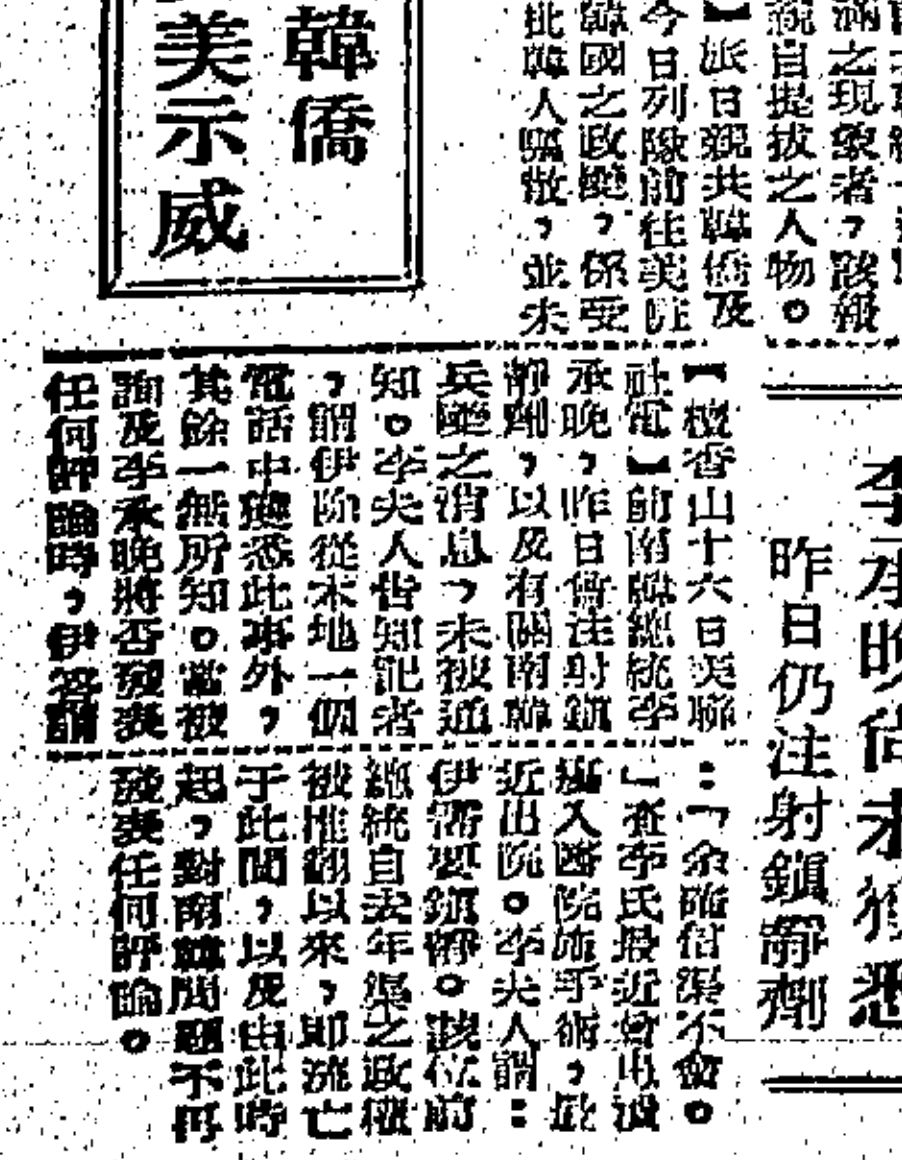 滿之現象者，該報
統自提拔之人物。
】派日親共韓僑及
今日列隊前往美駐
韓國之政變，係受
批韓人驅散，並未
韓僑
美示威
李承晚尚未獲悉
昨日仍注射鎮靜劑
【檀香山十六日美聯
社電】前南韓總統李
承晚，昨日曾注射鎮
靜劑，以及有關南韓
兵變之消息，未被通
知。李夫人告知記者
，謂伊除從本地一個
電話中獲悉此事外，
其餘一無所知。當被
詢及李承晚將否發表
任何評論時，伊答謂
：「余確信渠不會。
」查李氏最近曾由
入醫院施手術，最
近出院。李夫人謂：
伊需要鎮靜。該位前
總統自去年渠之政權
被推翻以來，即流亡
于此間，以及由此時
起，對南韓問題不再
發表任何評論。